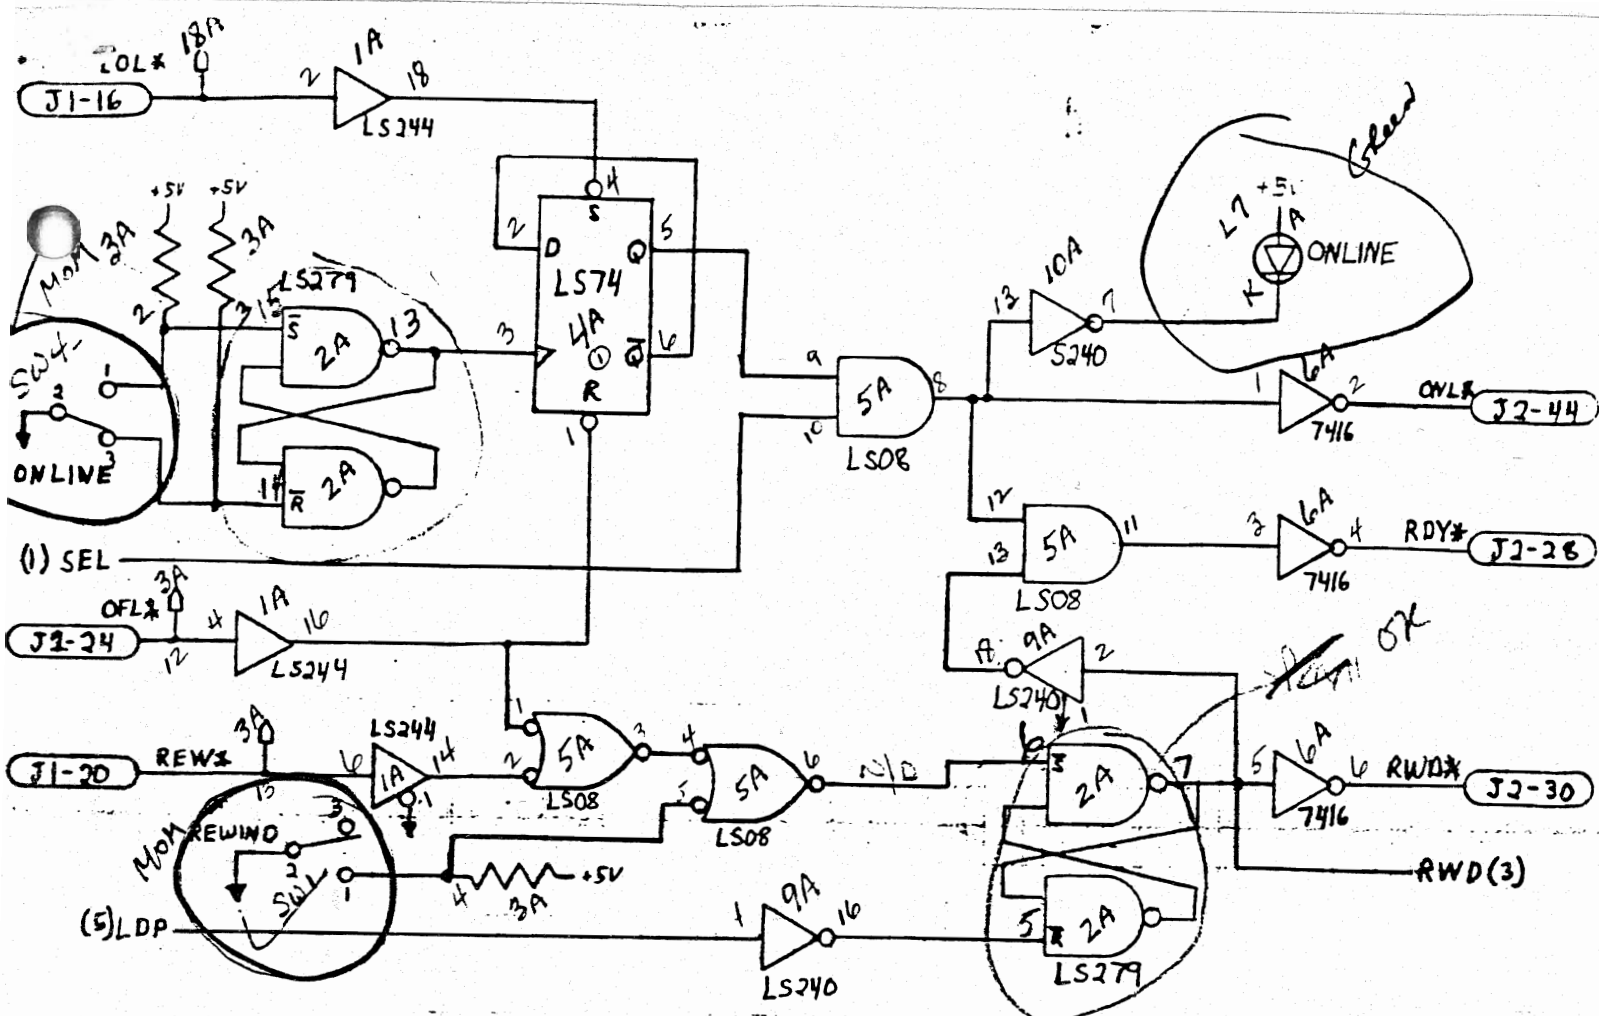 18A
1A
J1-16
2
18
LS244
4
S
+5V
+5V
3A
3A
MOM
2
3
LS279
15
S
2A
13
3
2
D
Q
5
LS74
4A
1
Q
6
R
1
SW4
1
2
3
ONLINE
14
R
2A
(1) SEL
9
5A
8
10
LS08
13
10A
7
S240
Green
L7
+5V
A
K
ONLINE
1
6A
2
7416
ONL*
J2-44
12
13
5A
11
LS08
3
6A
4
7416
RDY*
J2-28
3A
OFL*
4
1A
16
12
LS244
9A
2
LS240
1
OK
3A
REW*
J1-20
6
LS244
1A
14
1
13
1
2
5A
3
LS08
4
5
5A
6
LS08
6
S
2A
7
5
6A
6
7416
RWD*
J2-30
MOM
REWIND
3
2
1
SW1
4
3A
+5V
RWD(3)
(5)LDP
1
9A
16
LS240
5
R
2A
LS279